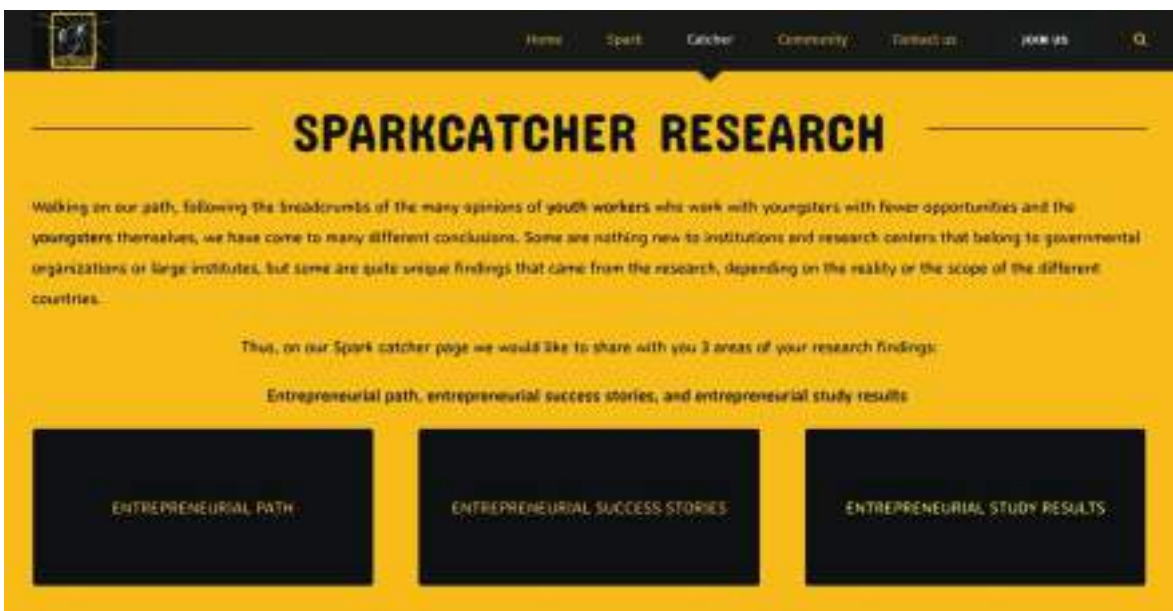 Home Spark Catcher Community Contact us JOIN US
SPARKCATCHER RESEARCH
Walking on our path, following the breadcrumbs of the many opinions of youth workers who work with youngsters with fewer opportunities and the
youngsters themselves, we have come to many different conclusions. Some are nothing new to institutions and research centers that belong to governmental
organizations or large institutes, but some are quite unique findings that came from the research, depending on the reality or the scope of the different
countries.
Thus, on our Spark catcher page we would like to share with you 3 areas of your research findings:
Entrepreneurial path, entrepreneurial success stories, and entrepreneurial study results
ENTREPRENEURIAL PATH
ENTREPRENEURIAL SUCCESS STORIES
ENTREPRENEURIAL STUDY RESULTS